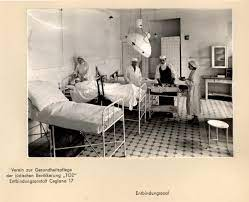 Verein zur Gesundheitspflege
der jüdischen Bevölkerung „TOZ"
Entbindungsanstalt Ceglana 17
Entbindungssaal